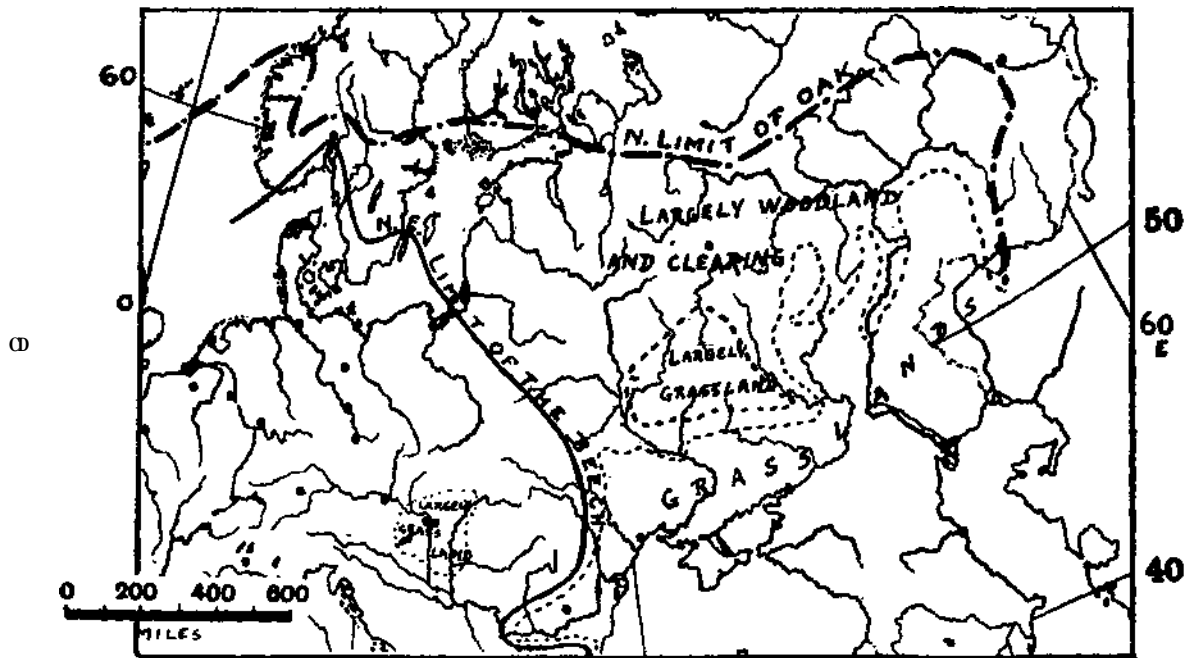 60
N. LIMIT OF OAK
LARGELY WOODLAND
AND CLEARING
50
N.E.
LIMIT OF THE BEECH
0
60
E
LARGELY
GRASSLAND
GRASSLANDS
LARGELY
GRASS
LAND
40
0 200 400 600
MILES